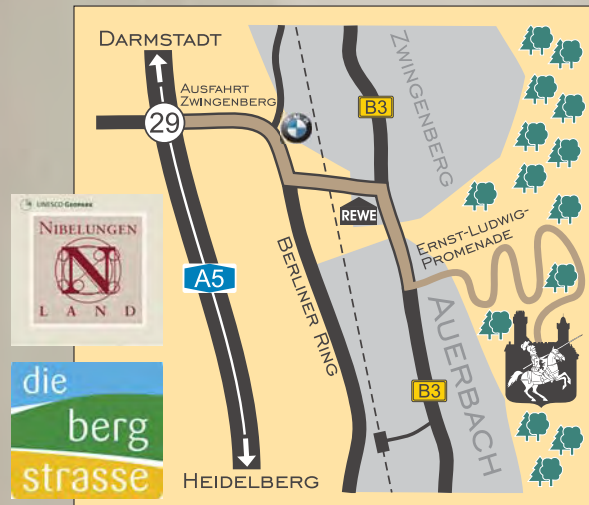 DARMSTADT
AUSFAHRT
ZWINGENBERG
29
B3
ZWINGENBERG
REWE
ERNST-LUDWIG-
PROMENADE
UNESCO GEOPARK
NIBELUNGEN
N
LAND
A5
BERLINER RING
AUERBACH
B3
die
berg
strasse
HEIDELBERG